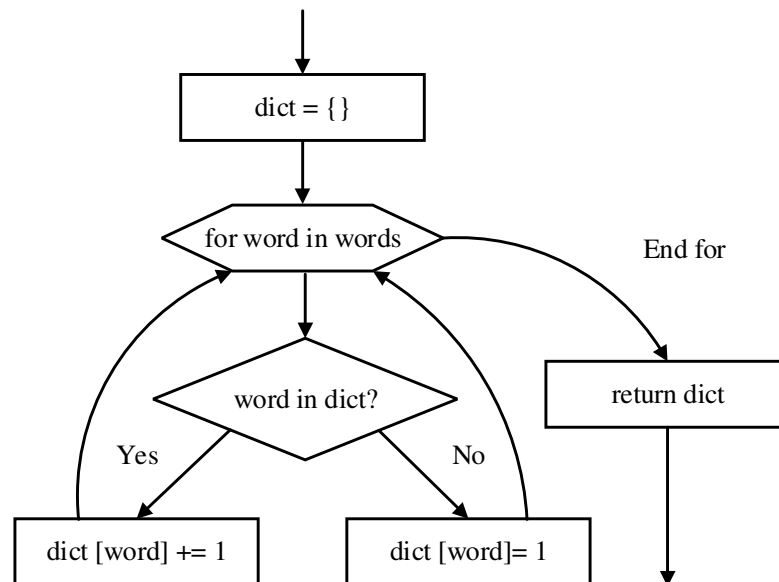 dict = {}
for word in words
End for
word in dict?
return dict
Yes
No
dict [word] += 1
dict [word]= 1